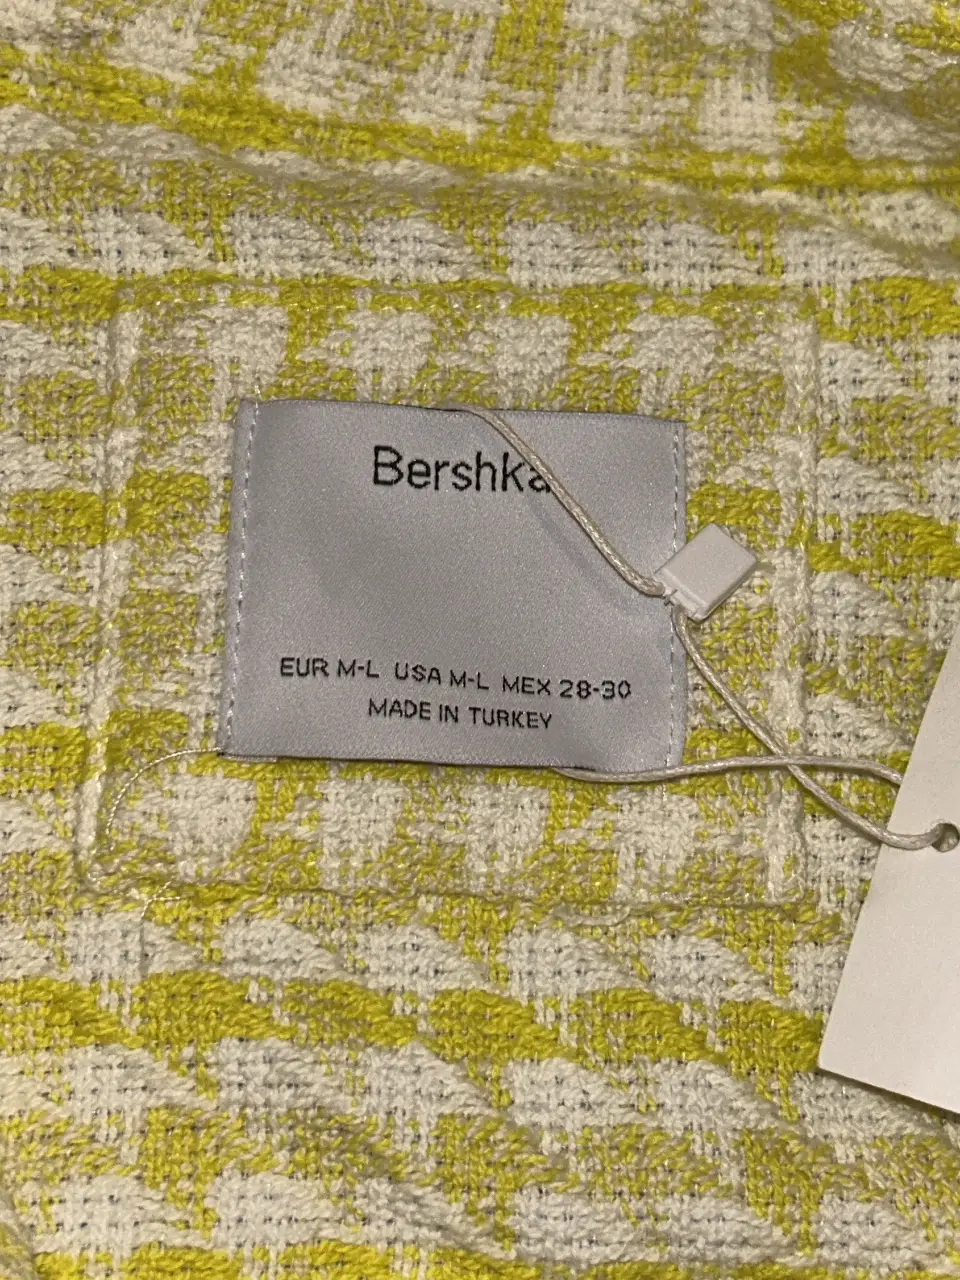 Bershka
EUR M-L USA M-L MEX 28-30
MADE IN TURKEY